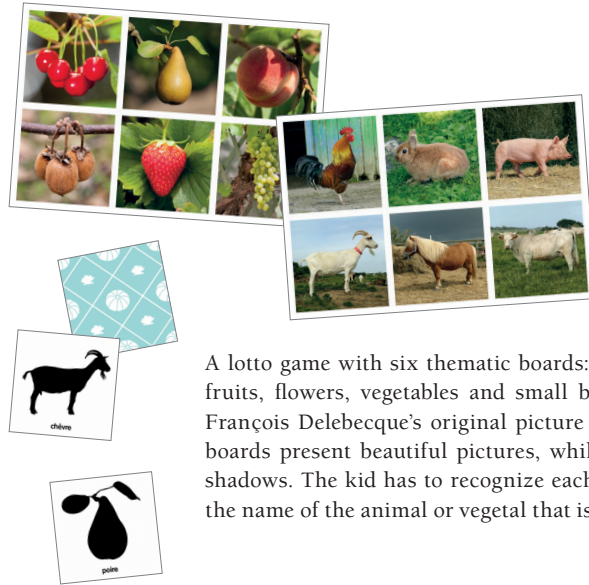 A lotto game with six thematic boards:
fruits, flowers, vegetables and small b
François Delebecque's original picture
boards present beautiful pictures, whil
shadows. The kid has to recognize each
the name of the animal or vegetal that is
chèvre
poire